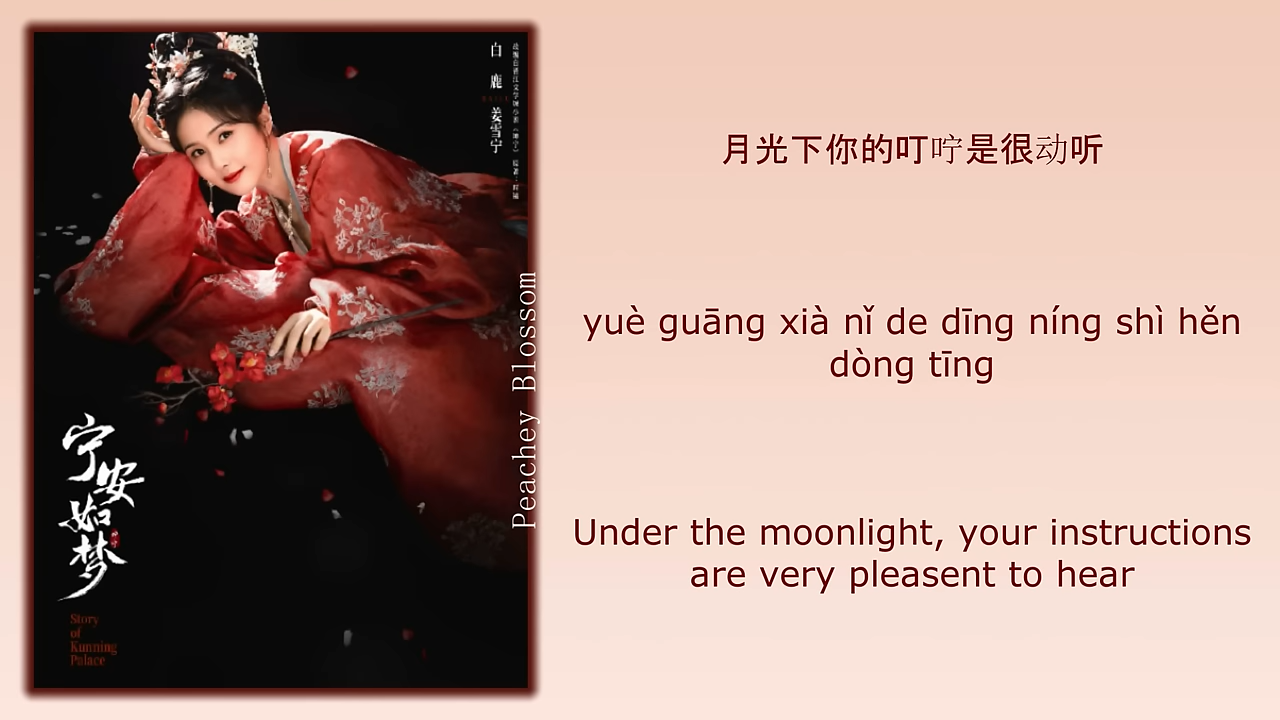 白鹿 姜雪宁
宁安如梦
Story
of
Kunning
Palace
Peachey Blossom
月光下你的叮咛是很动听
yuè guāng xià nǐ de dīng níng shì hěn
dòng tīng
Under the moonlight, your instructions
are very pleasent to hear